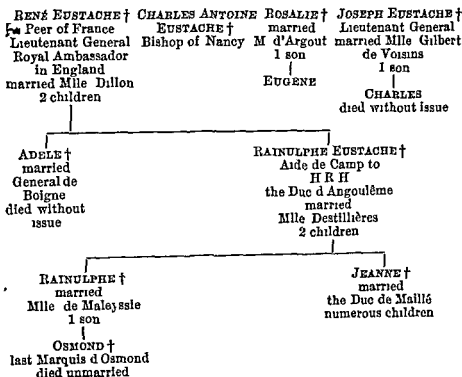 RENÉ EUSTACHE†
Peer of France
Lieutenant General
Royal Ambassador
in England
married Mlle Dillon
2 children
CHARLES ANTOINE
EUSTACHE†
Bishop of Nancy
ROSALIE†
married
M d'Argout
1 son
EUGENE
JOSEPH EUSTACHE†
Lieutenant General
married Mlle Gilbert
de Voisins
1 son
CHARLES
died without issue
ADELE†
married
General de
Boigne
died without
issue
RAINULPHE EUSTACHE†
Aide de Camp to
H R H
the Duc d Angoulême
married
Mlle Destillières
2 children
RAINULPHE†
married
Mlle de Maleyssie
1 son
OSMOND†
last Marquis d Osmond
died unmarried
JEANNE†
married
the Duc de Maillé
numerous children